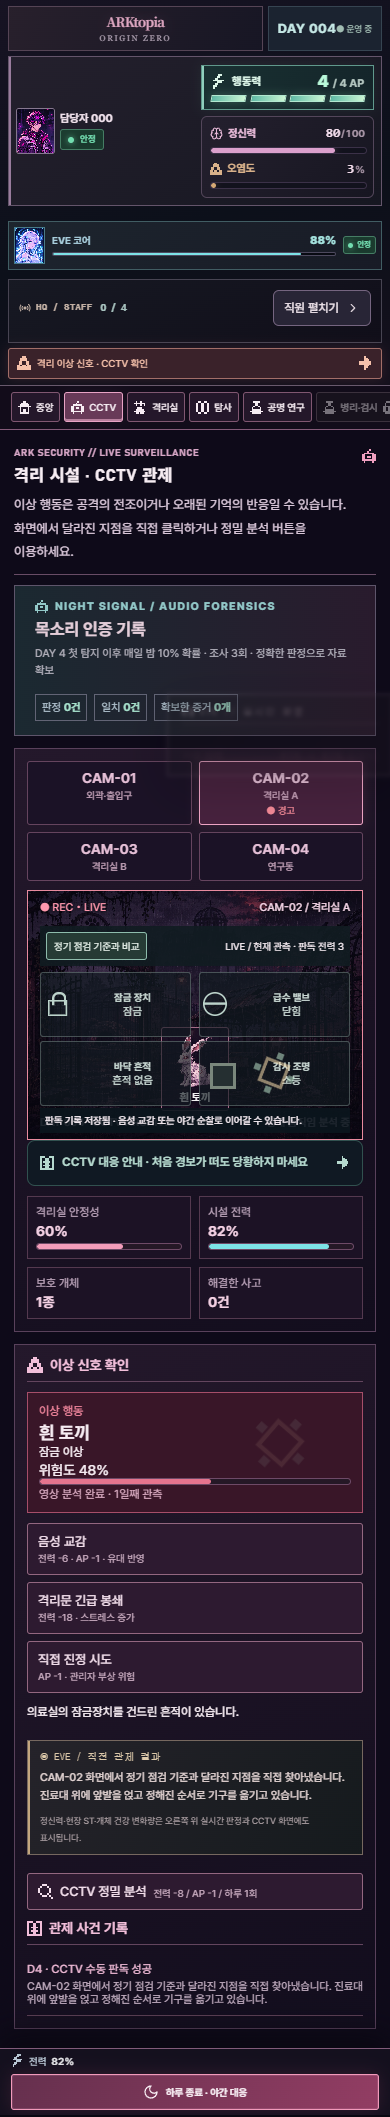 ARKtopia
ORIGIN ZERO
DAY 004 운영 중
담당자 000
안정
행동력 4 / 4 AP
정신력 80/100
오염도 3%
EVE 코어 88% 안정
HQ / STAFF 0 / 4
직원 펼치기
격리 이상 신호 · CCTV 확인
중앙 CCTV 격리실 탐사 공명 연구 병리·검시
ARK SECURITY // LIVE SURVEILLANCE
격리 시설 · CCTV 관제
이상 행동은 공격의 전조이거나 오래된 기억의 반응일 수 있습니다.
화면에서 달라진 지점을 직접 클릭하거나 정밀 분석 버튼을
이용하세요.
NIGHT SIGNAL / AUDIO FORENSICS
목소리 인증 기록
DAY 4 첫 탐지 이후 매일 밤 10% 확률 · 조사 3회 · 정확한 판정으로 자료
확보
판정 0건 일치 0건 확보한 증거 0개
CAM-01
외곽·출입구
CAM-02
격리실 A
경고
CAM-03
격리실 B
CAM-04
연구동
REC · LIVE CAM-02 / 격리실 A
정기 점검 기준과 비교 LIVE / 현재 관측 · 판독 전력 3
잠금 장치
잠금
급수 밸브
닫힘
바닥 흔적
흔적 없음
감시 조명
소등
흰 토끼
판독 기록 저장됨 · 음성 교감 또는 야간 순찰로 이어갈 수 있습니다.
CCTV 대응 안내 · 처음 경보가 떠도 당황하지 마세요
격리실 안정성
60%
시설 전력
82%
보호 개체
1종
해결한 사고
0건
이상 신호 확인
이상 행동
흰 토끼
잠금 이상
위험도 48%
영상 분석 완료 · 1일째 관측
음성 교감
전력 -6 · AP -1 · 유대 반영
격리문 긴급 봉쇄
전력 -18 · 스트레스 증가
직접 진정 시도
AP -1 · 관리자 부상 위험
의료실의 잠금장치를 건드린 흔적이 있습니다.
EVE / 직전 관제 결과
CAM-02 화면에서 정기 점검 기준과 달라진 지점을 직접 찾아냈습니다.
진료대 위에 앞발을 얹고 정해진 순서로 기구를 옮기고 있습니다.
정신력·현장 ST·개체 건강 변화량은 오른쪽 위 실시간 판정과 CCTV 화면에도
표시됩니다.
CCTV 정밀 분석 전력 -8 / AP -1 / 하루 1회
관제 사건 기록
D4 · CCTV 수동 판독 성공
CAM-02 화면에서 정기 점검 기준과 달라진 지점을 직접 찾아냈습니다. 진료대
위에 앞발을 얹고 정해진 순서로 기구를 옮기고 있습니다.
전력 82%
하루 종료 · 야간 대응